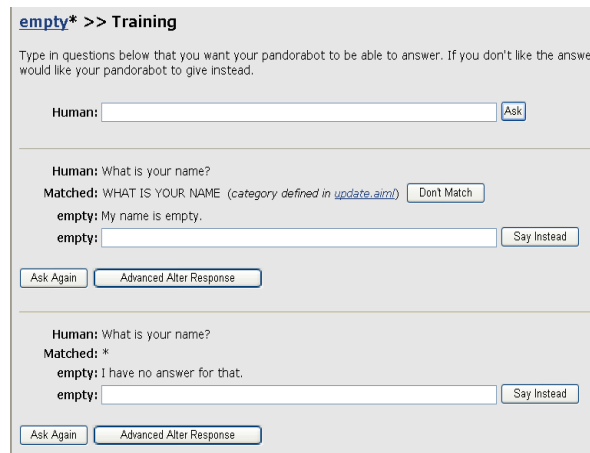 empty* >> Training
Type in questions below that you want your pandorabot to be able to answer. If you don't like the answe
would like your pandorabot to give instead.
Human: Ask
Human: What is your name?
Matched: WHAT IS YOUR NAME (category defined in update.aiml) Don't Match
empty: My name is empty.
empty: Say Instead
Ask Again Advanced Alter Response
Human: What is your name?
Matched: *
empty: I have no answer for that.
empty: Say Instead
Ask Again Advanced Alter Response